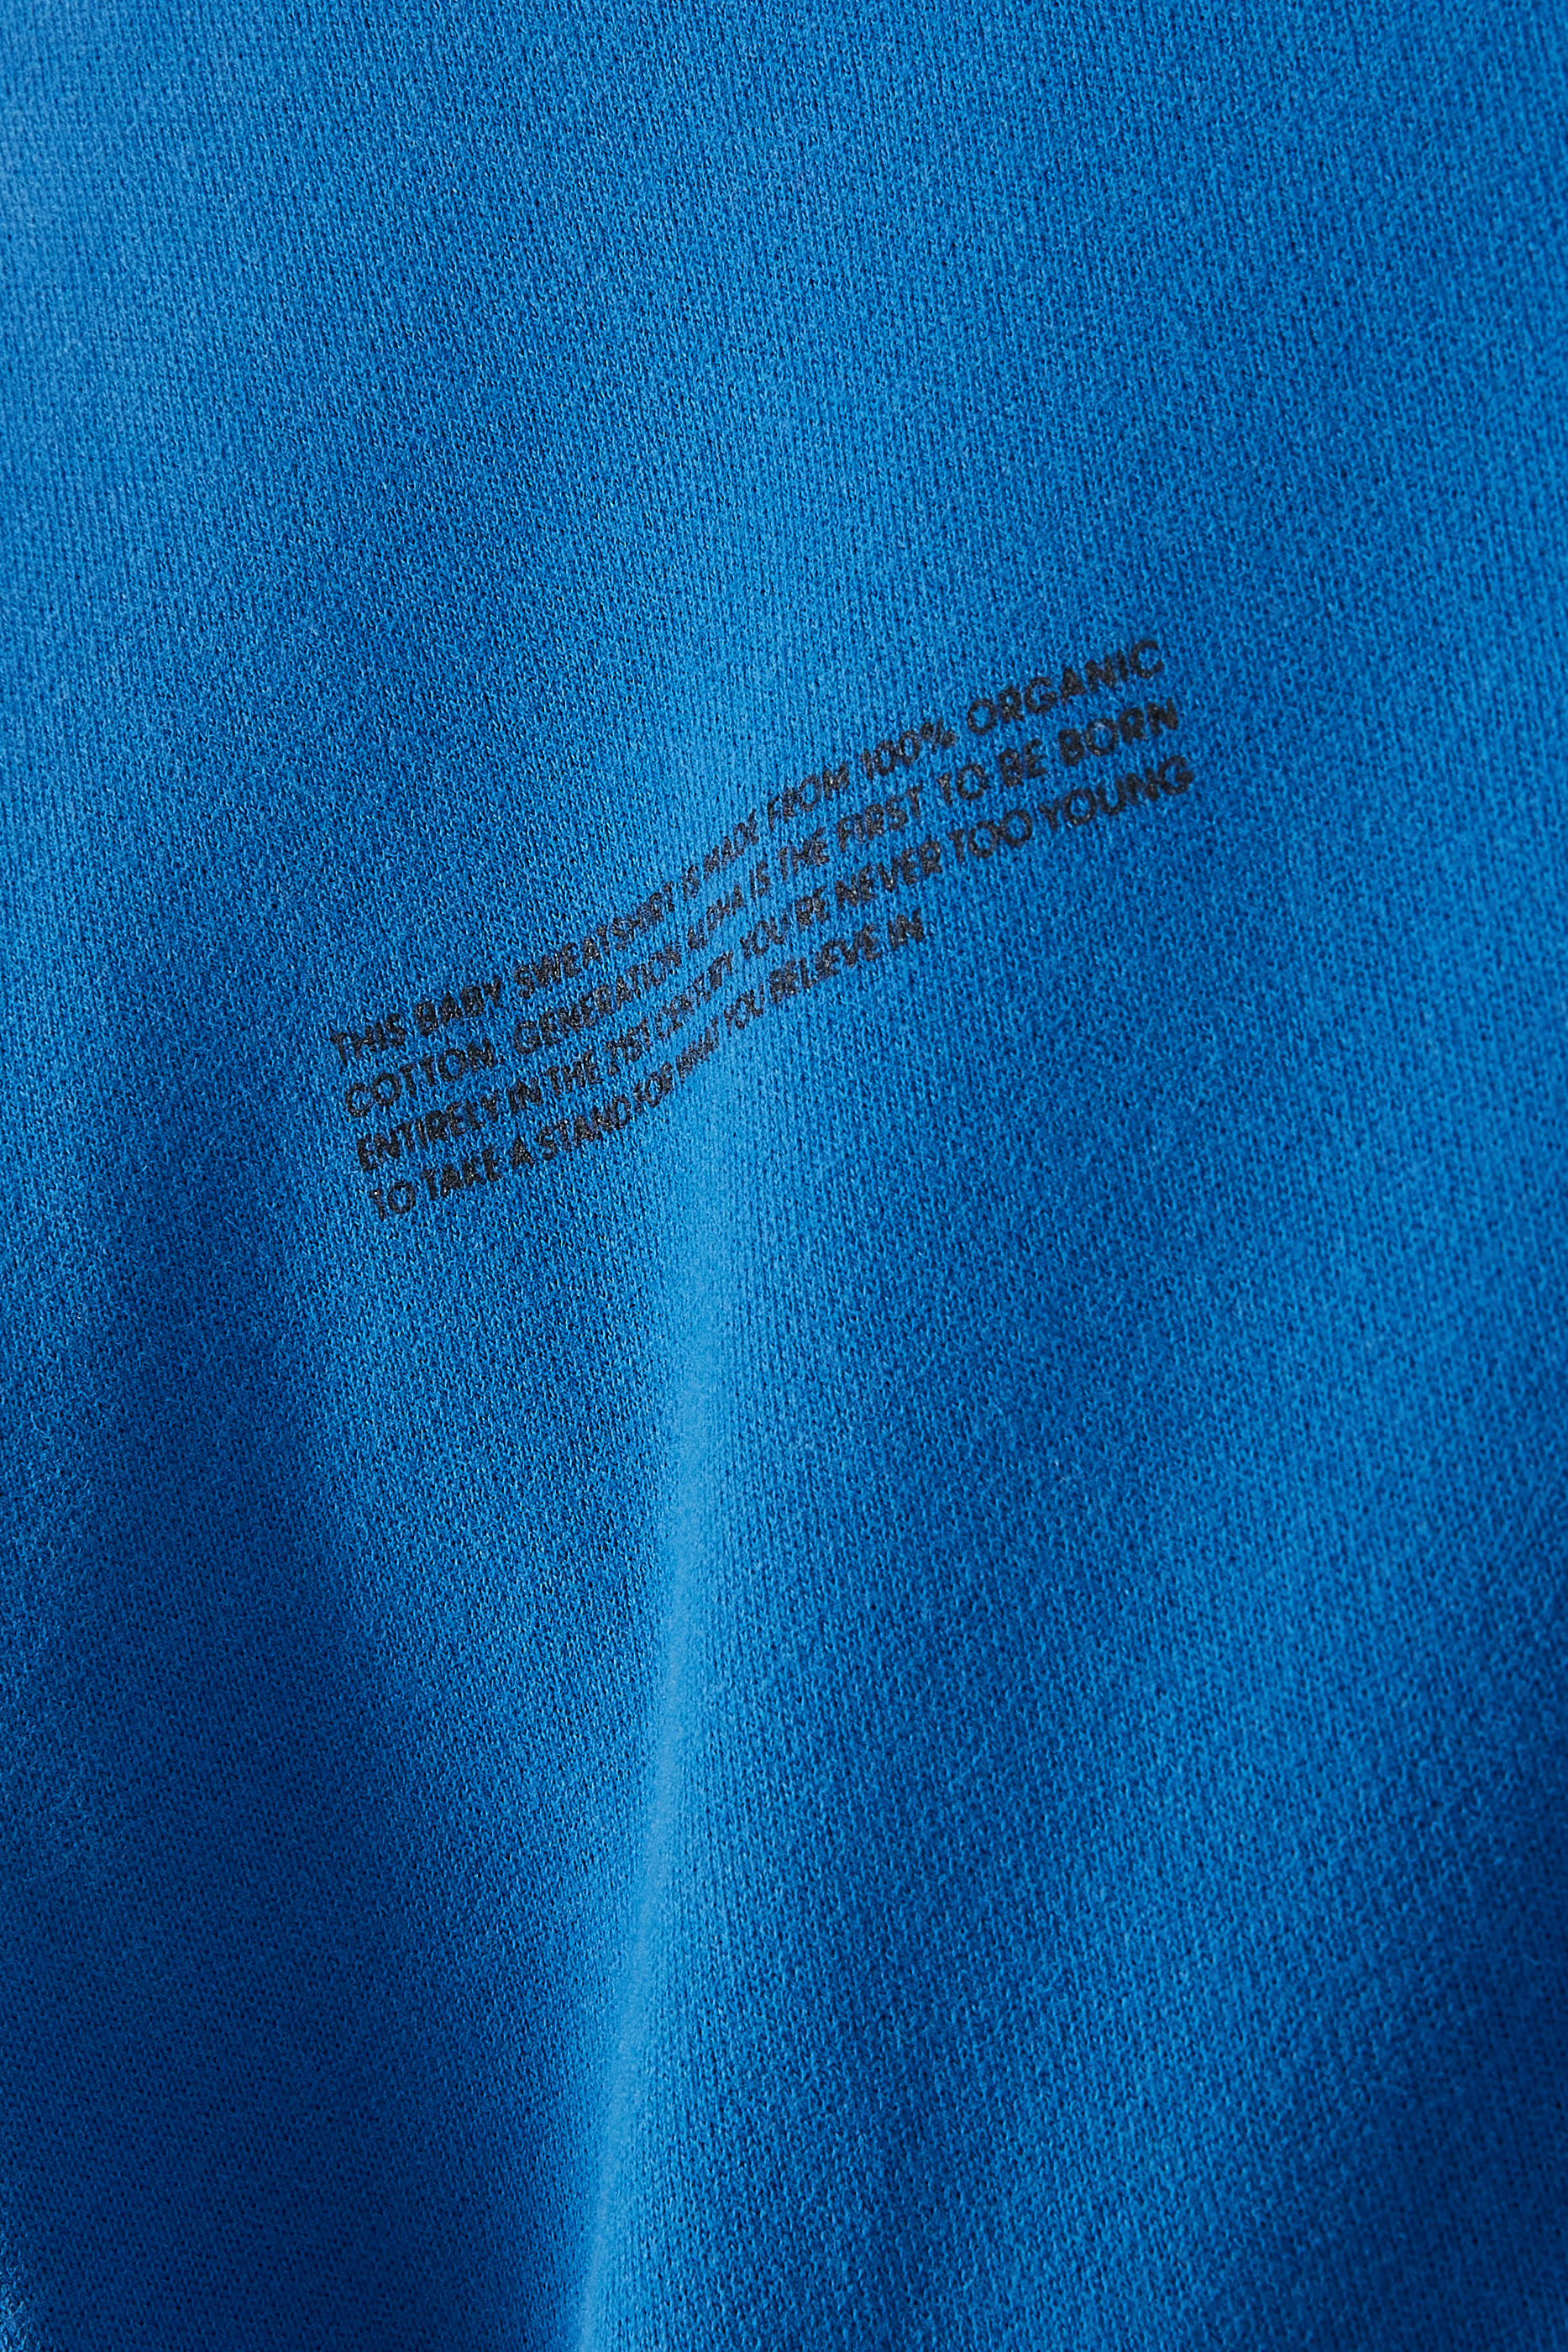 THIS BABY SWEATSHIRT IS MADE FROM 100% ORGANIC
COTTON. GENERATION ALPHA IS THE FIRST TO BE BORN
ENTIRELY IN THE 21ST CENTURY. YOU'RE NEVER TOO YOUNG
TO TAKE A STAND FOR WHAT YOU BELIEVE IN